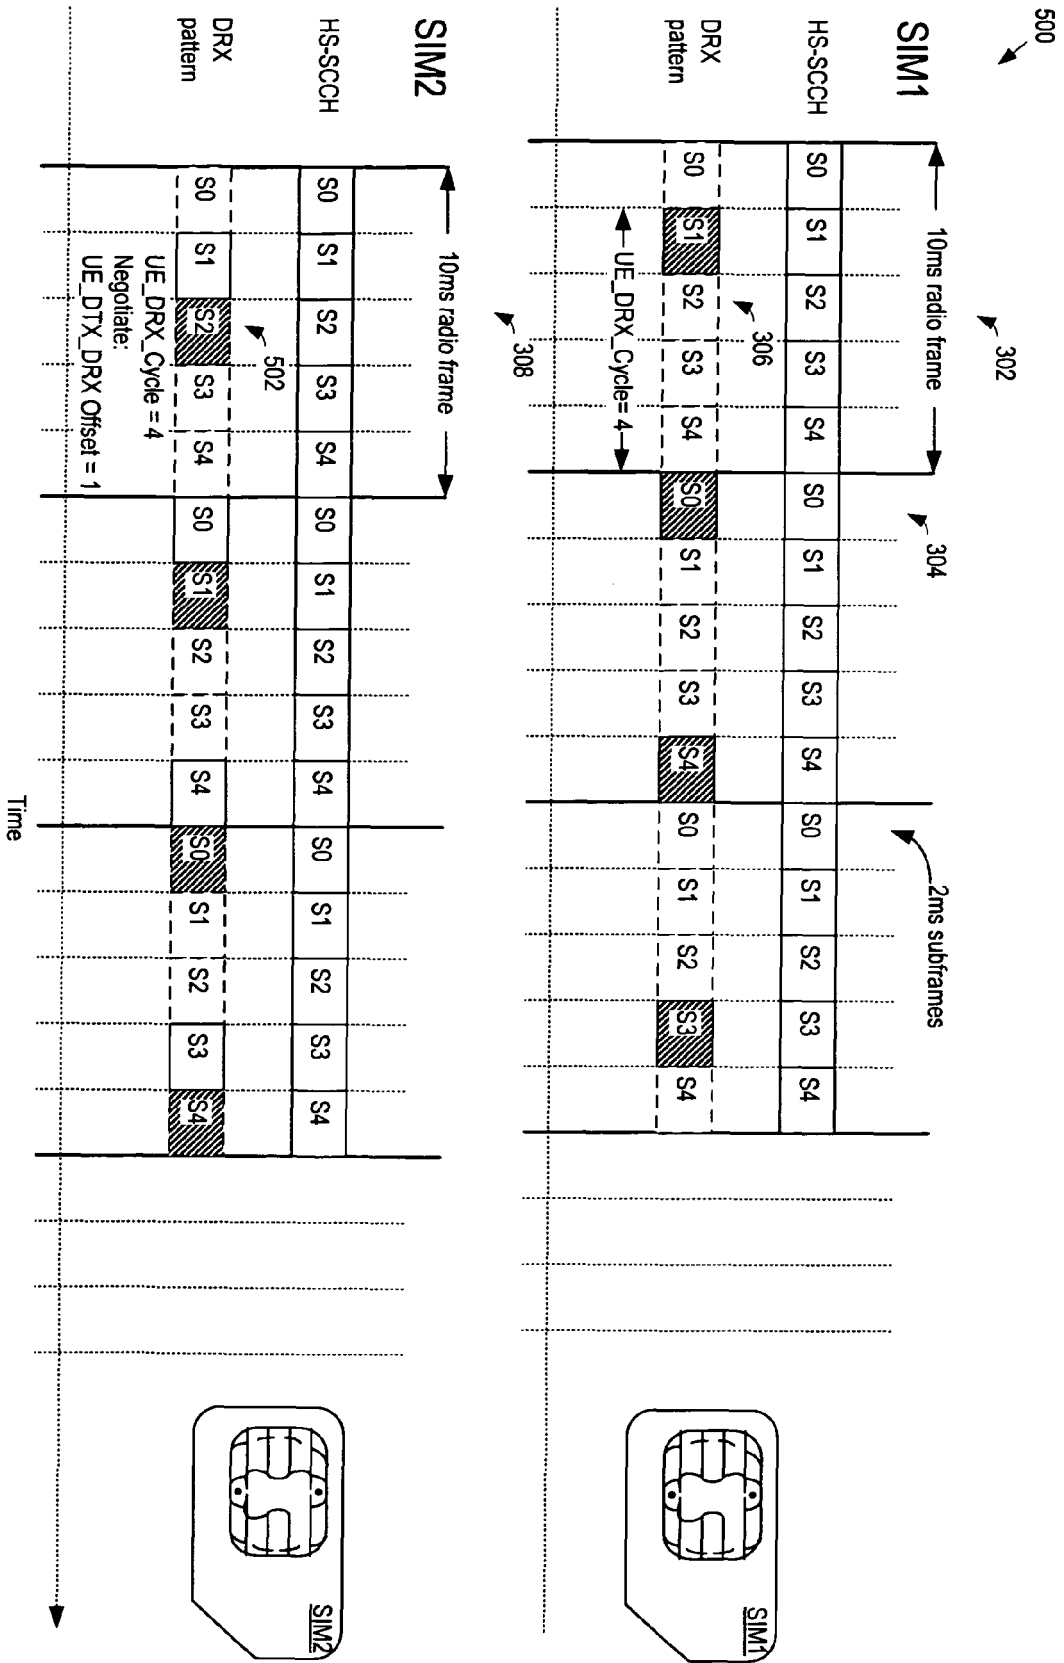 500
SIM1
302
304
10ms radio frame
2ms subframes
HS-SCCH
S0 S1 S2 S3 S4 S0 S1 S2 S3 S4 S0 S1 S2 S3 S4
306
DRX
pattern
S0 S1 S2 S3 S4 S0 S1 S2 S3 S4 S0 S1 S2 S3 S4
UE_DRX_Cycle= 4
SIM1
308
SIM2
10ms radio frame
HS-SCCH
S0 S1 S2 S3 S4 S0 S1 S2 S3 S4 S0 S1 S2 S3 S4
502
DRX
pattern
S0 S1 S2 S3 S4 S0 S1 S2 S3 S4 S0 S1 S2 S3 S4
UE_DRX_Cycle = 4
Negotiate:
UE_DTX_DRX Offset = 1
SIM2
Time